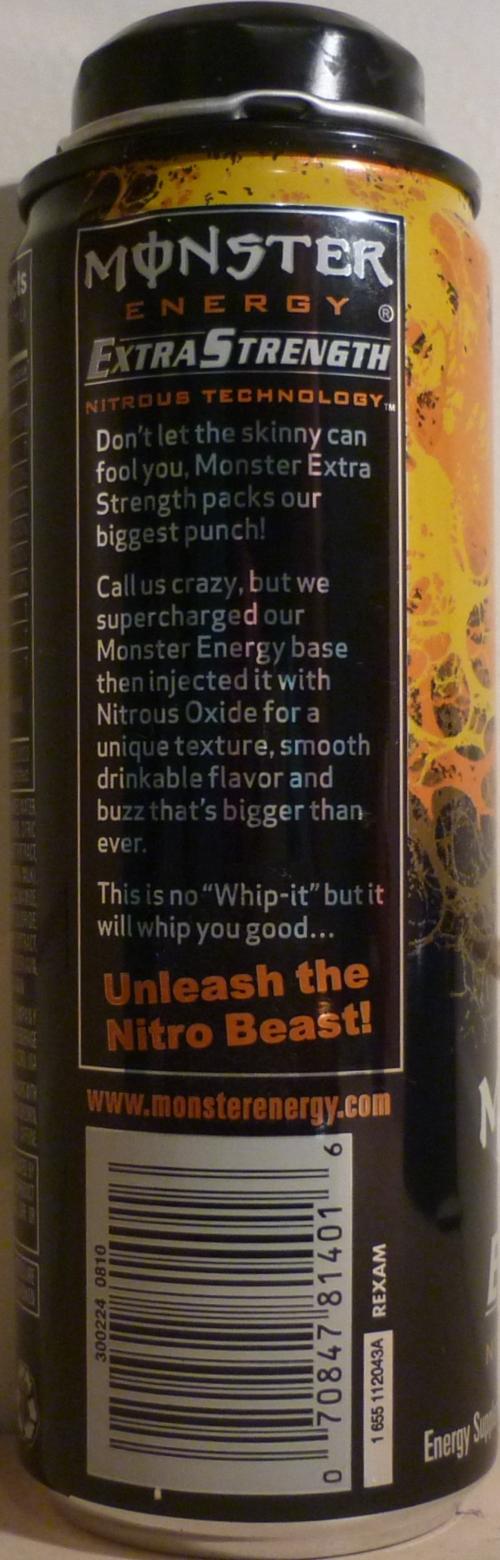 MONSTER
ENERGY®
EXTRA STRENGTH
NITROUS TECHNOLOGY™
Don't let the skinny can
fool you, Monster Extra
Strength packs our
biggest punch!
Call us crazy, but we
supercharged our
Monster Energy base
then injected it with
Nitrous Oxide for a
unique texture, smooth
drinkable flavor and
buzz that's bigger than
ever.
This is no "Whip-it" but it
will whip you good...
Unleash the
Nitro Beast!
www.monsterenergy.com
300224 0810
0 70847 81401 6
1 655 112043A REXAM
Energy